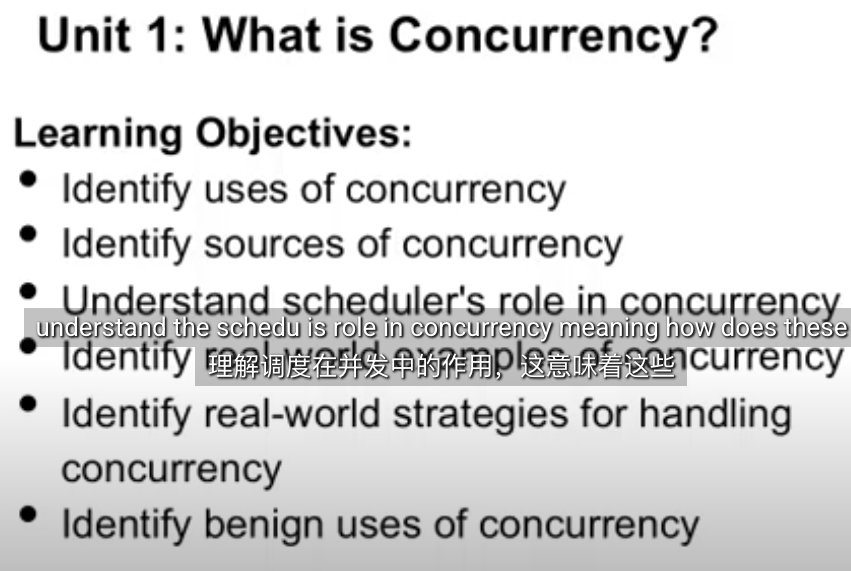 Unit 1: What is Concurrency?
Learning Objectives:
• Identify uses of concurrency
• Identify sources of concurrency
• Understand scheduler's role in concurrency
understand the schedu is role in concurrency meaning how does these
• Identify real-world examples of concurrency
理解调度在并发中的作用，这意味着这些
• Identify real-world strategies for handling
concurrency
• Identify benign uses of concurrency